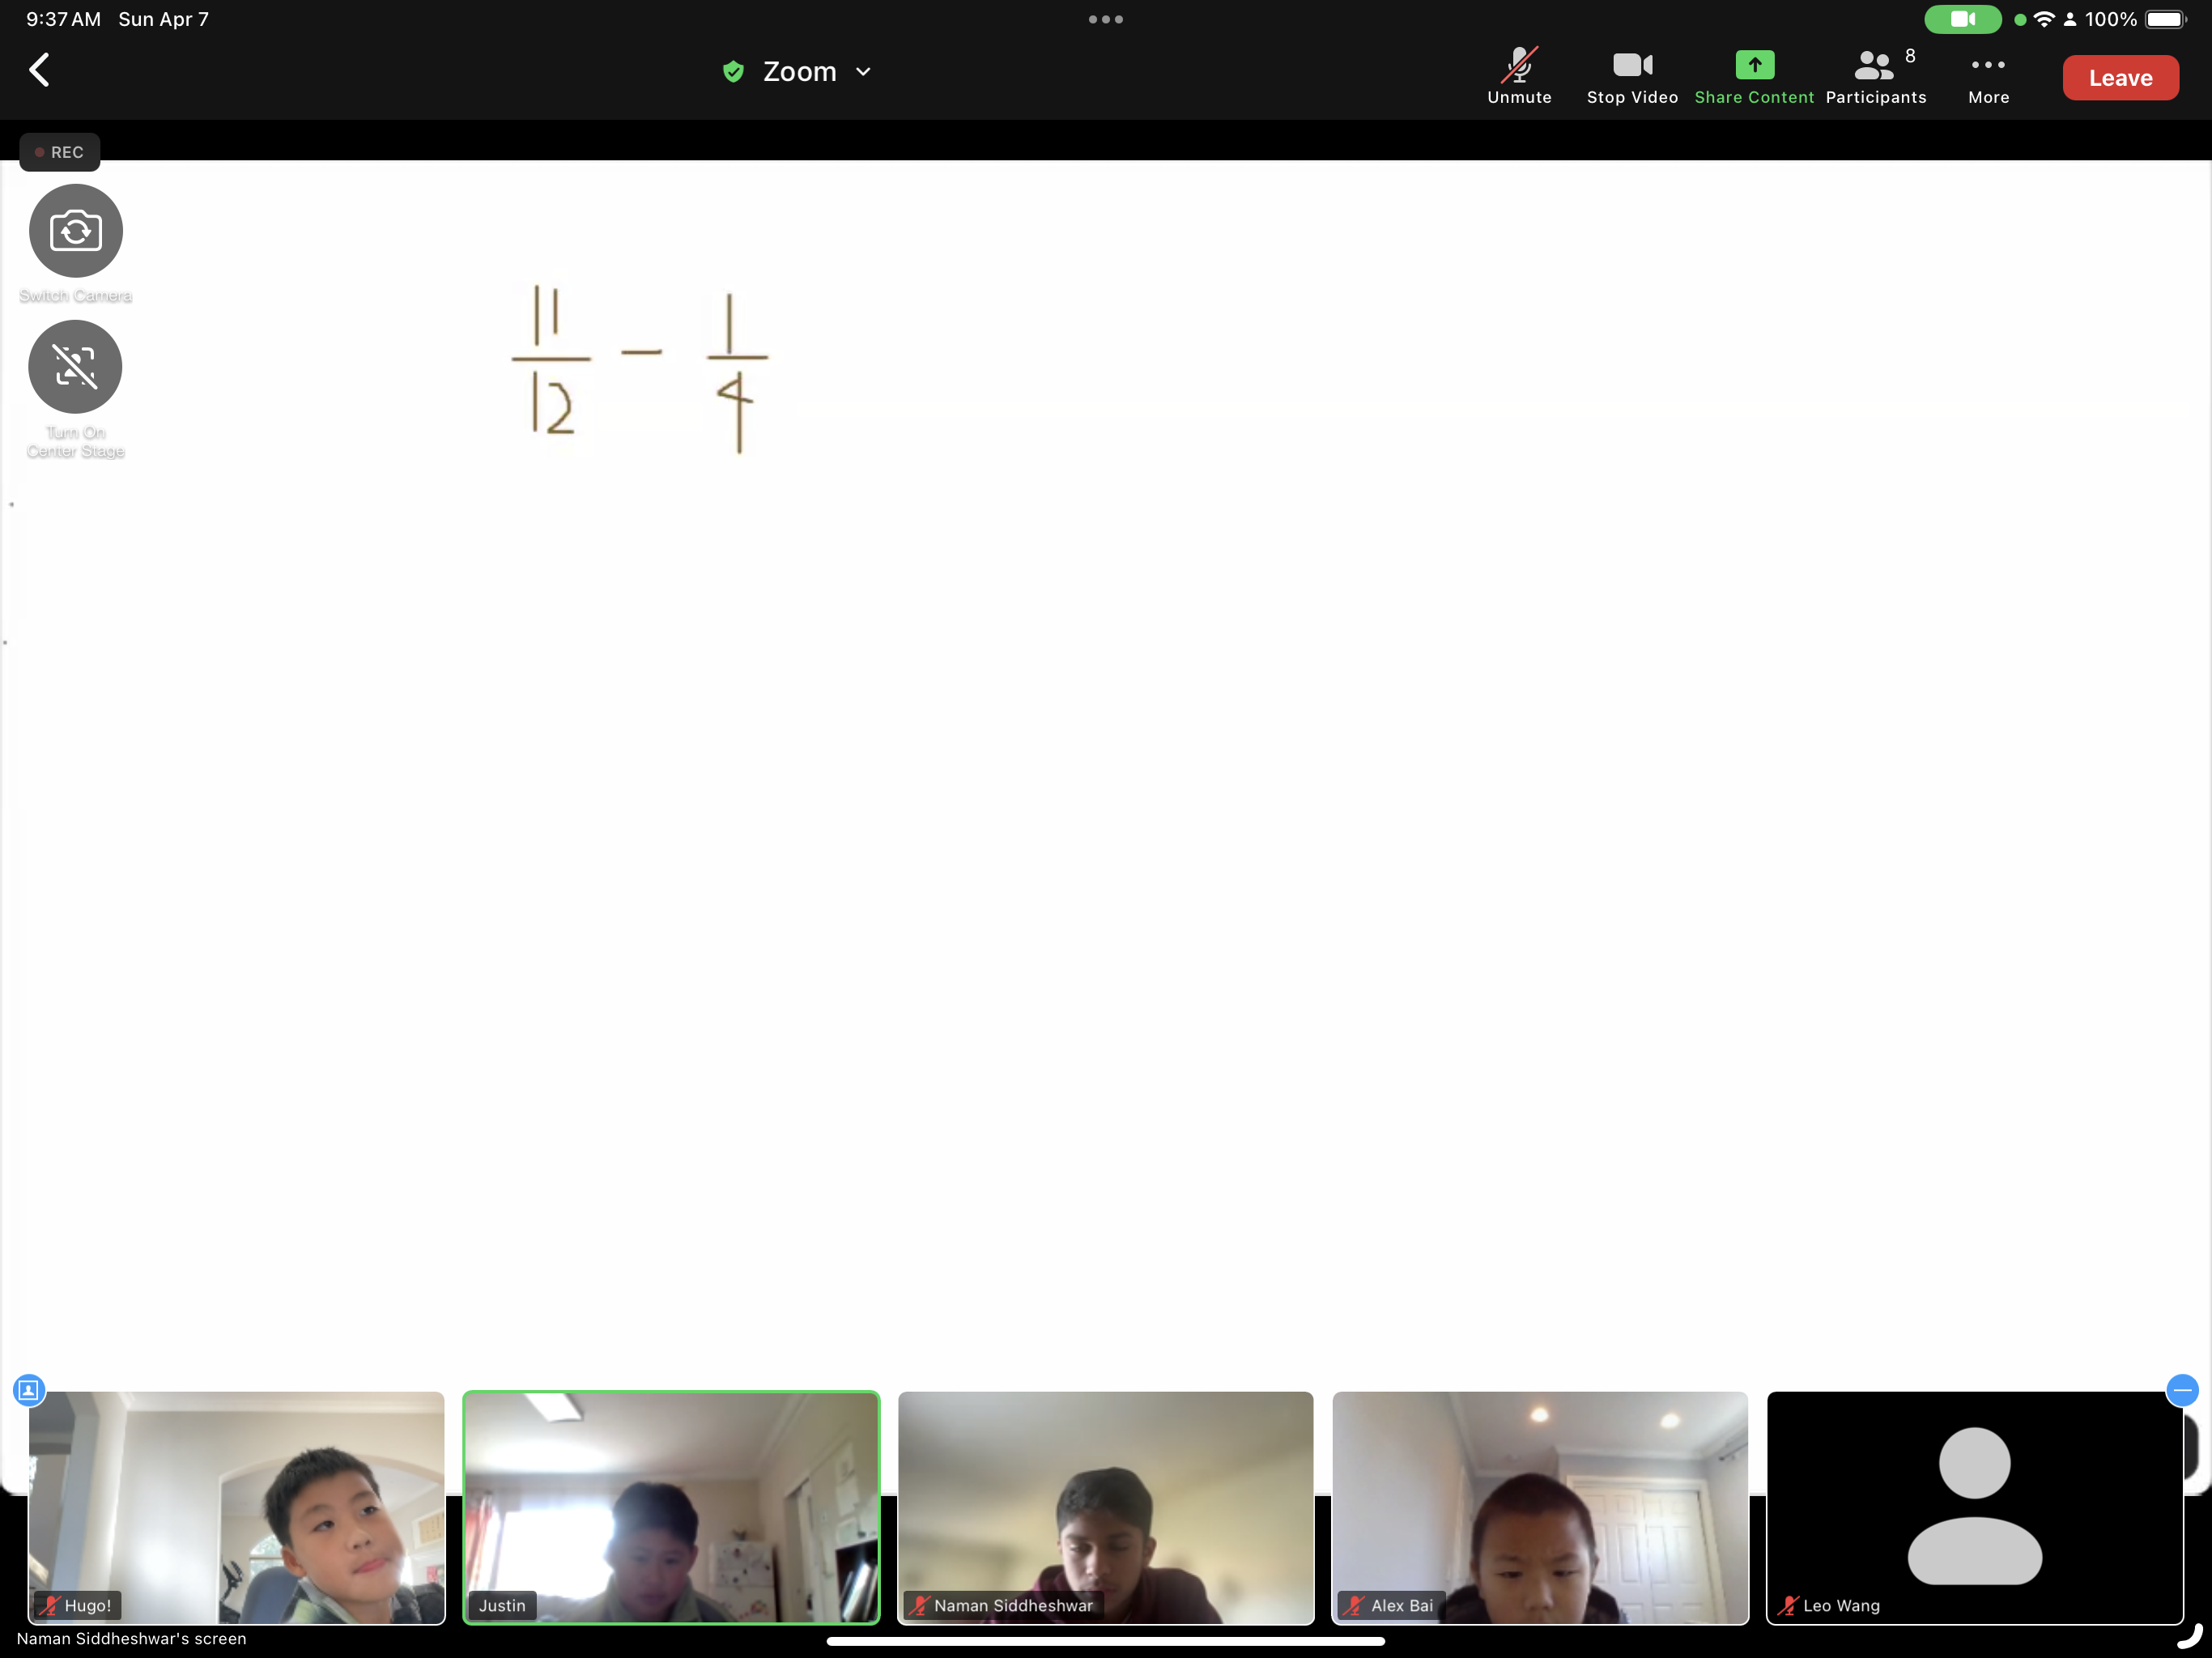 9:37 AM Sun Apr 7
100%
Zoom
Unmute
Stop Video
Share Content
Participants
8
More
Leave
REC
Switch Camera
Turn On
Center Stage
11 1
— − —
12 4
Hugo!
Justin
Naman Siddheshwar
Alex Bai
Leo Wang
Naman Siddheshwar's screen